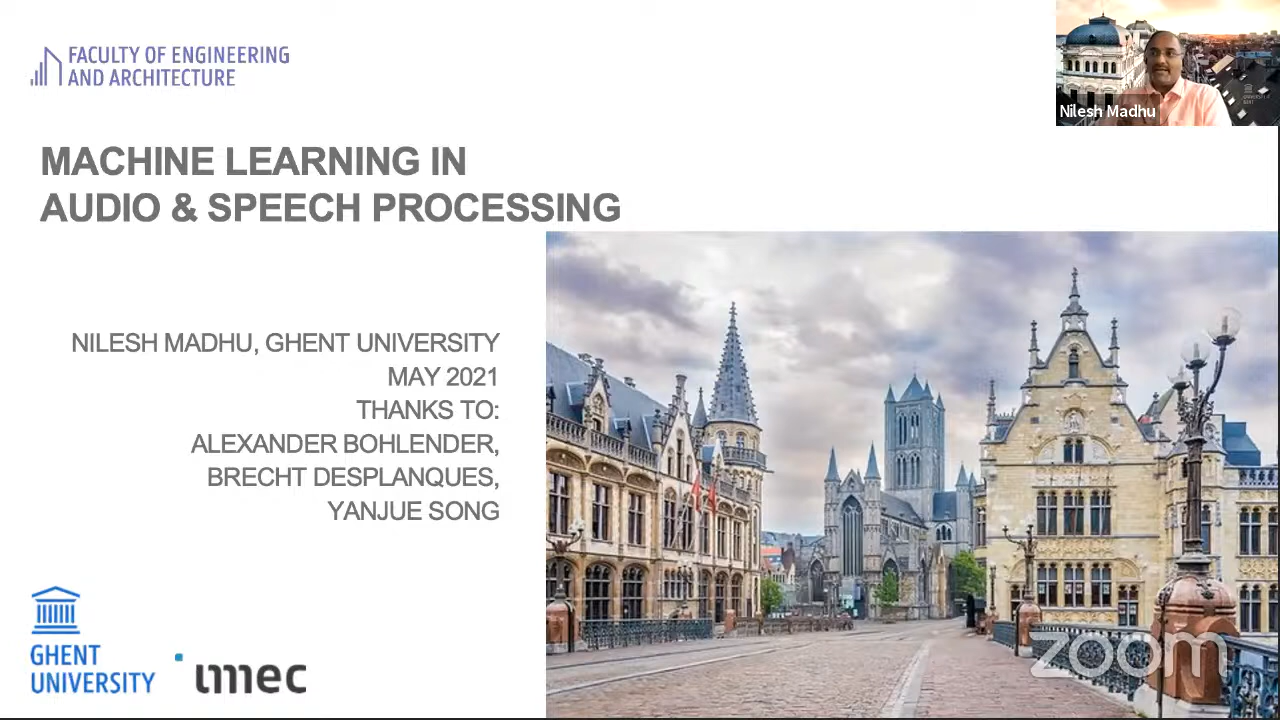 FACULTY OF ENGINEERING
AND ARCHITECTURE
Nilesh Madhu
MACHINE LEARNING IN
AUDIO & SPEECH PROCESSING
NILESH MADHU, GHENT UNIVERSITY
MAY 2021
THANKS TO:
ALEXANDER BOHLENDER,
BRECHT DESPLANQUES,
YANJUE SONG
GHENT
UNIVERSITY
imec
zoom